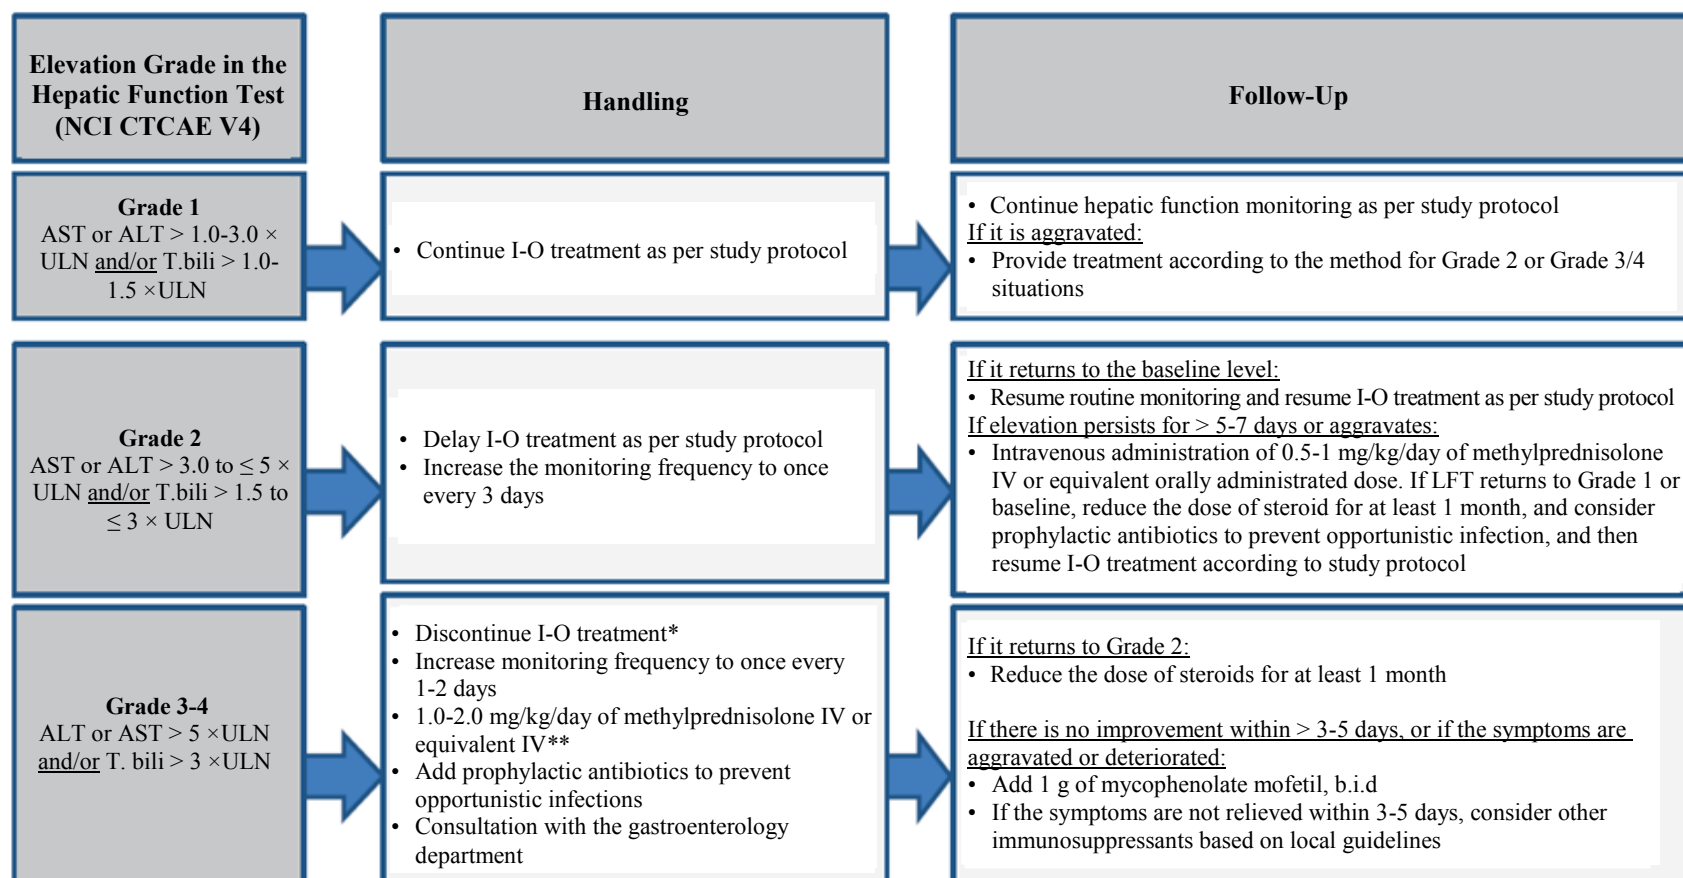 Elevation Grade in the
Hepatic Function Test
(NCI CTCAE V4)
Handling
Follow-Up
Grade 1
AST or ALT > 1.0-3.0 ×
ULN and/or T.bili > 1.0-
1.5 ×ULN
• Continue I-O treatment as per study protocol
• Continue hepatic function monitoring as per study protocol
If it is aggravated:
• Provide treatment according to the method for Grade 2 or Grade 3/4
situations
Grade 2
AST or ALT > 3.0 to ≤ 5 ×
ULN and/or T.bili > 1.5 to
≤ 3 × ULN
• Delay I-O treatment as per study protocol
• Increase the monitoring frequency to once
every 3 days
If it returns to the baseline level:
• Resume routine monitoring and resume I-O treatment as per study protocol
If elevation persists for > 5-7 days or aggravates:
• Intravenous administration of 0.5-1 mg/kg/day of methylprednisolone
IV or equivalent orally administrated dose. If LFT returns to Grade 1 or
baseline, reduce the dose of steroid for at least 1 month, and consider
prophylactic antibiotics to prevent opportunistic infection, and then
resume I-O treatment according to study protocol
Grade 3-4
ALT or AST > 5 ×ULN
and/or T. bili > 3 ×ULN
• Discontinue I-O treatment*
• Increase monitoring frequency to once every
1-2 days
• 1.0-2.0 mg/kg/day of methylprednisolone IV or
equivalent IV**
• Add prophylactic antibiotics to prevent
opportunistic infections
• Consultation with the gastroenterology
department
If it returns to Grade 2:
• Reduce the dose of steroids for at least 1 month
If there is no improvement within > 3-5 days, or if the symptoms are
aggravated or deteriorated:
• Add 1 g of mycophenolate mofetil, b.i.d
• If the symptoms are not relieved within 3-5 days, consider other
immunosuppressants based on local guidelines